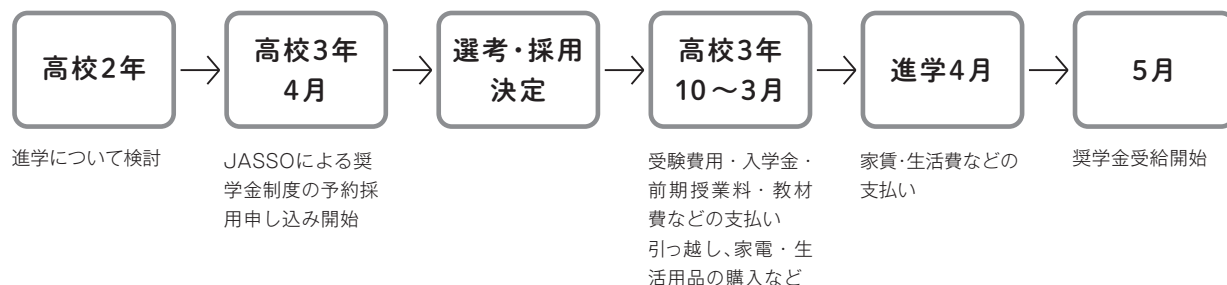 高校2年
進学について検討
高校3年
4月
JASSOによる奨
学金制度の予約採
用申し込み開始
選考・採用
決定
高校3年
10～3月
受験費用・入学金・
前期授業料・教材
費などの支払い
引っ越し、家電・生
活用品の購入など
進学4月
家賃・生活費などの
支払い
5月
奨学金受給開始